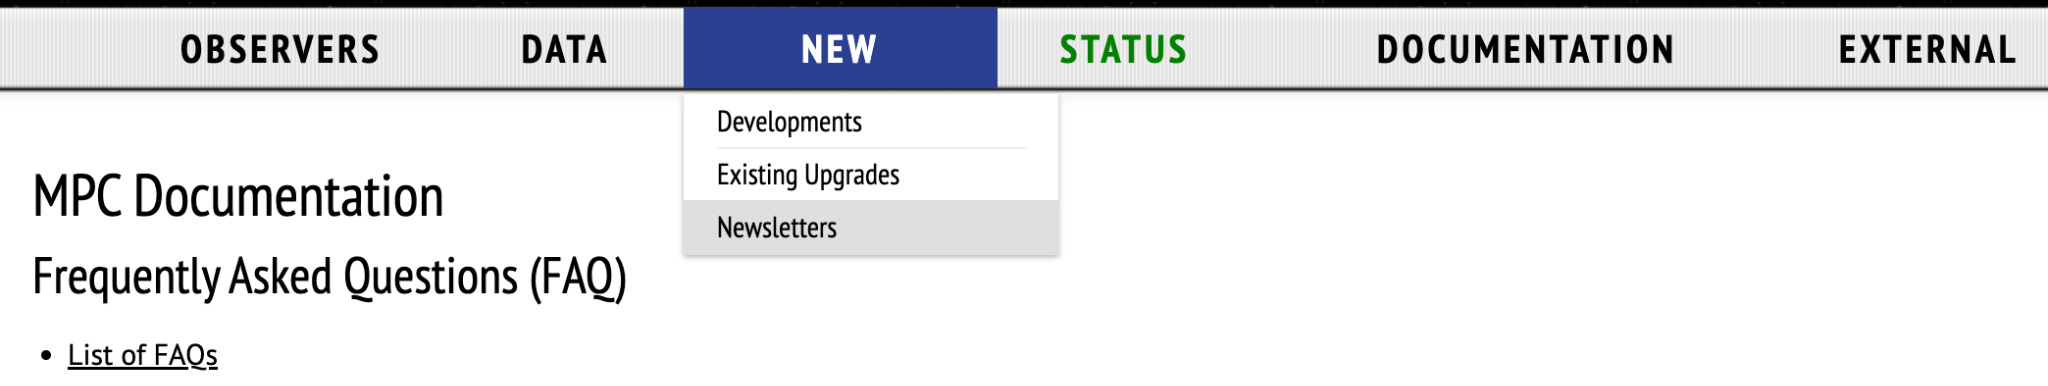 OBSERVERS DATA NEW STATUS DOCUMENTATION EXTERNAL
Developments
Existing Upgrades
Newsletters
MPC Documentation
Frequently Asked Questions (FAQ)
• List of FAQs